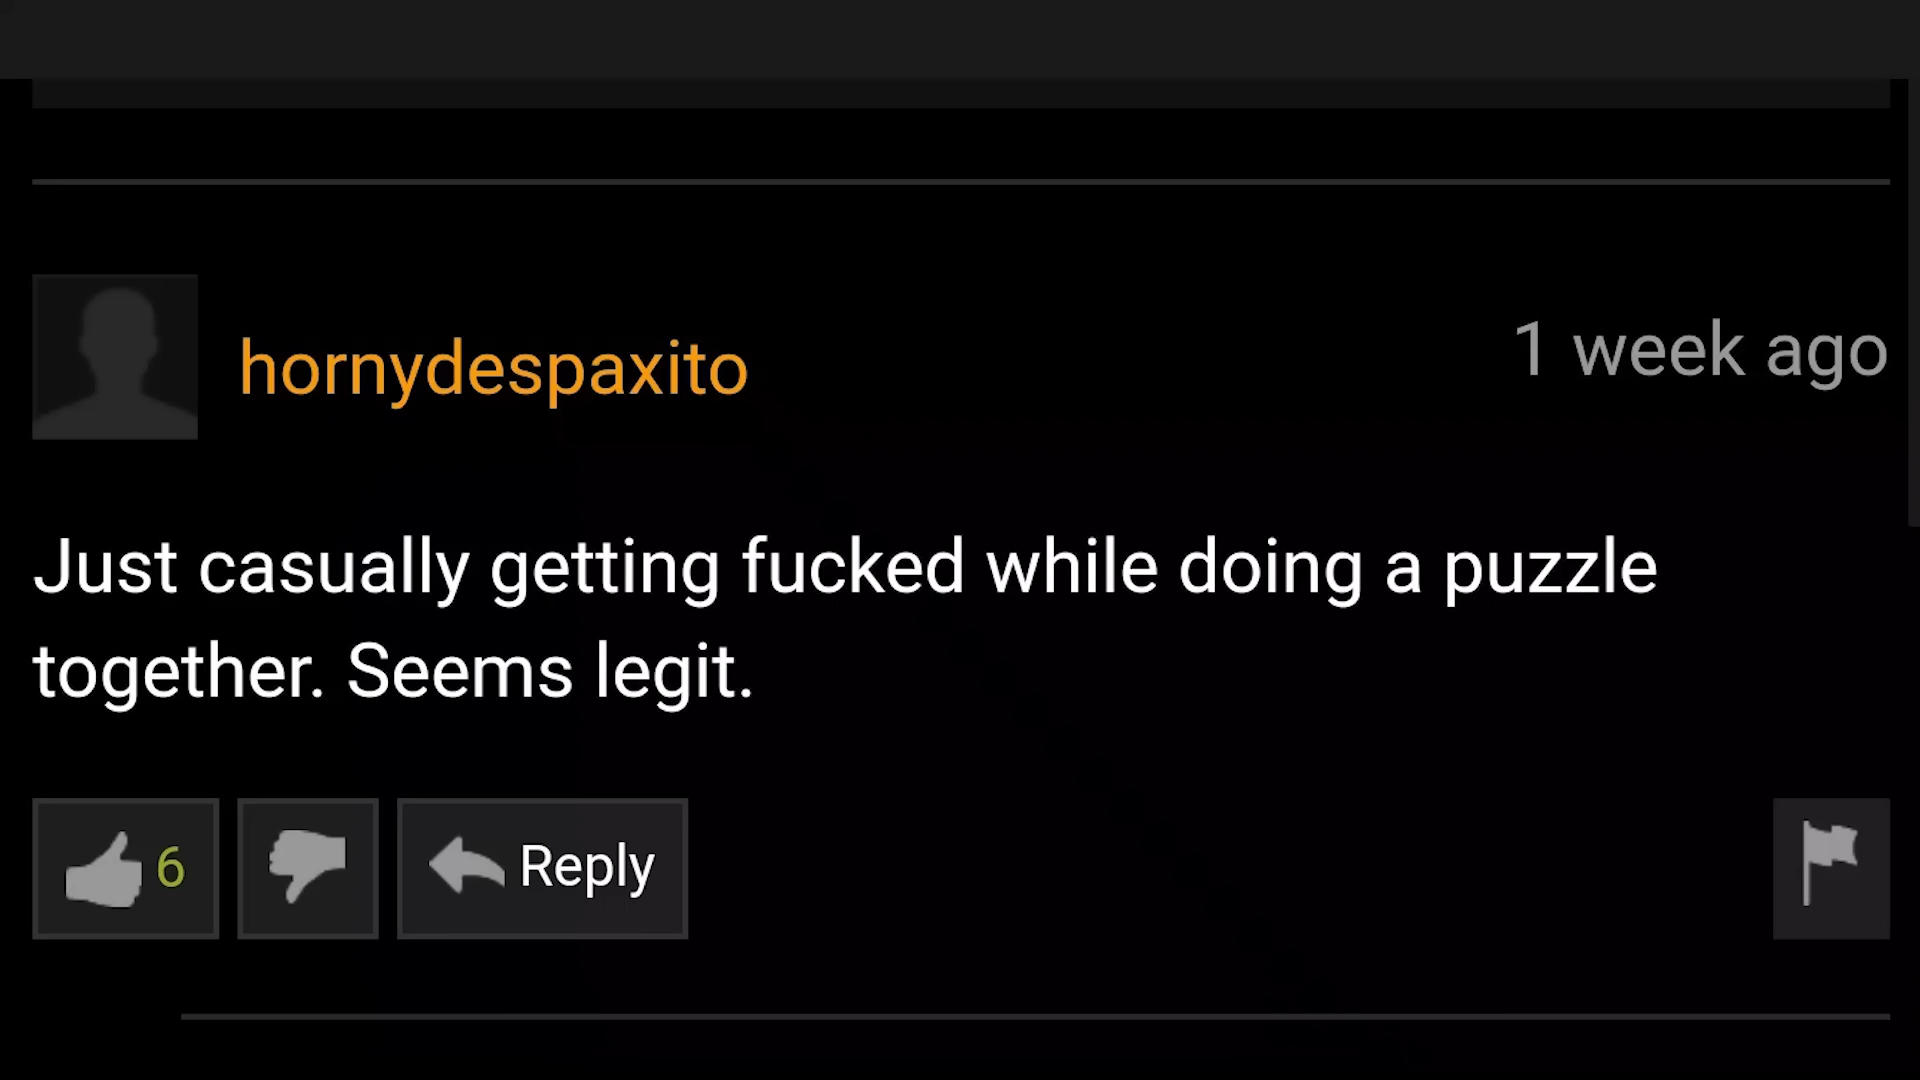 hornydespaxito
1 week ago
Just casually getting fucked while doing a puzzle
together. Seems legit.
6
Reply